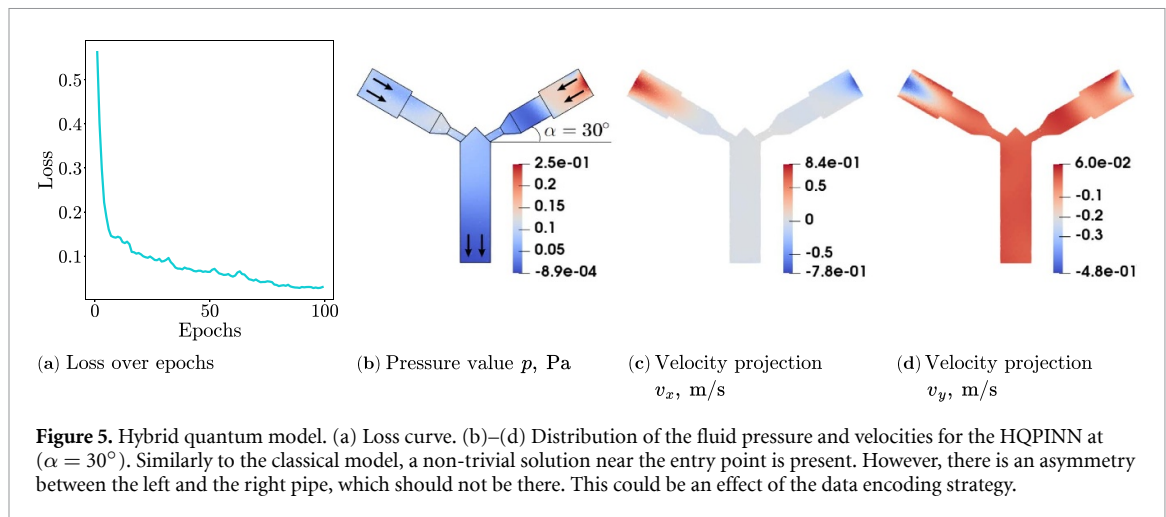 0.5
0.4
0.3
0.2
0.1
Loss
0
50
100
Epochs
α = 30°
2.5e-01
0.2
0.15
0.1
0.05
-8.9e-04
8.4e-01
0.5
0
-0.5
-7.8e-01
6.0e-02
-0.1
-0.2
-0.3
-4.8e-01
(a) Loss over epochs
(b) Pressure value p, Pa
(c) Velocity projection
vₓ, m/s
(d) Velocity projection
v_y, m/s
Figure 5. Hybrid quantum model. (a) Loss curve. (b)–(d) Distribution of the fluid pressure and velocities for the HQPINN at
(α = 30°). Similarly to the classical model, a non-trivial solution near the entry point is present. However, there is an asymmetry
between the left and the right pipe, which should not be there. This could be an effect of the data encoding strategy.